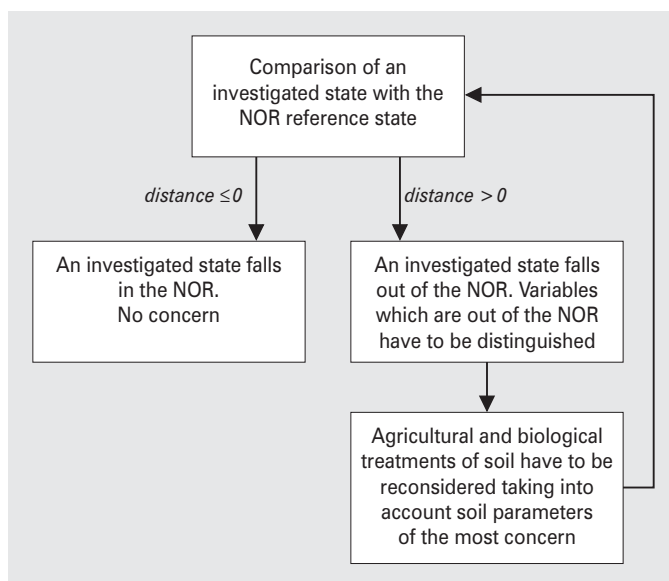 Comparison of an
investigated state with the
NOR reference state
distance ≤0
distance > 0
An investigated state falls
in the NOR.
No concern
An investigated state falls
out of the NOR. Variables
which are out of the NOR
have to be distinguished
Agricultural and biological
treatments of soil have to be
reconsidered taking into
account soil parameters
of the most concern